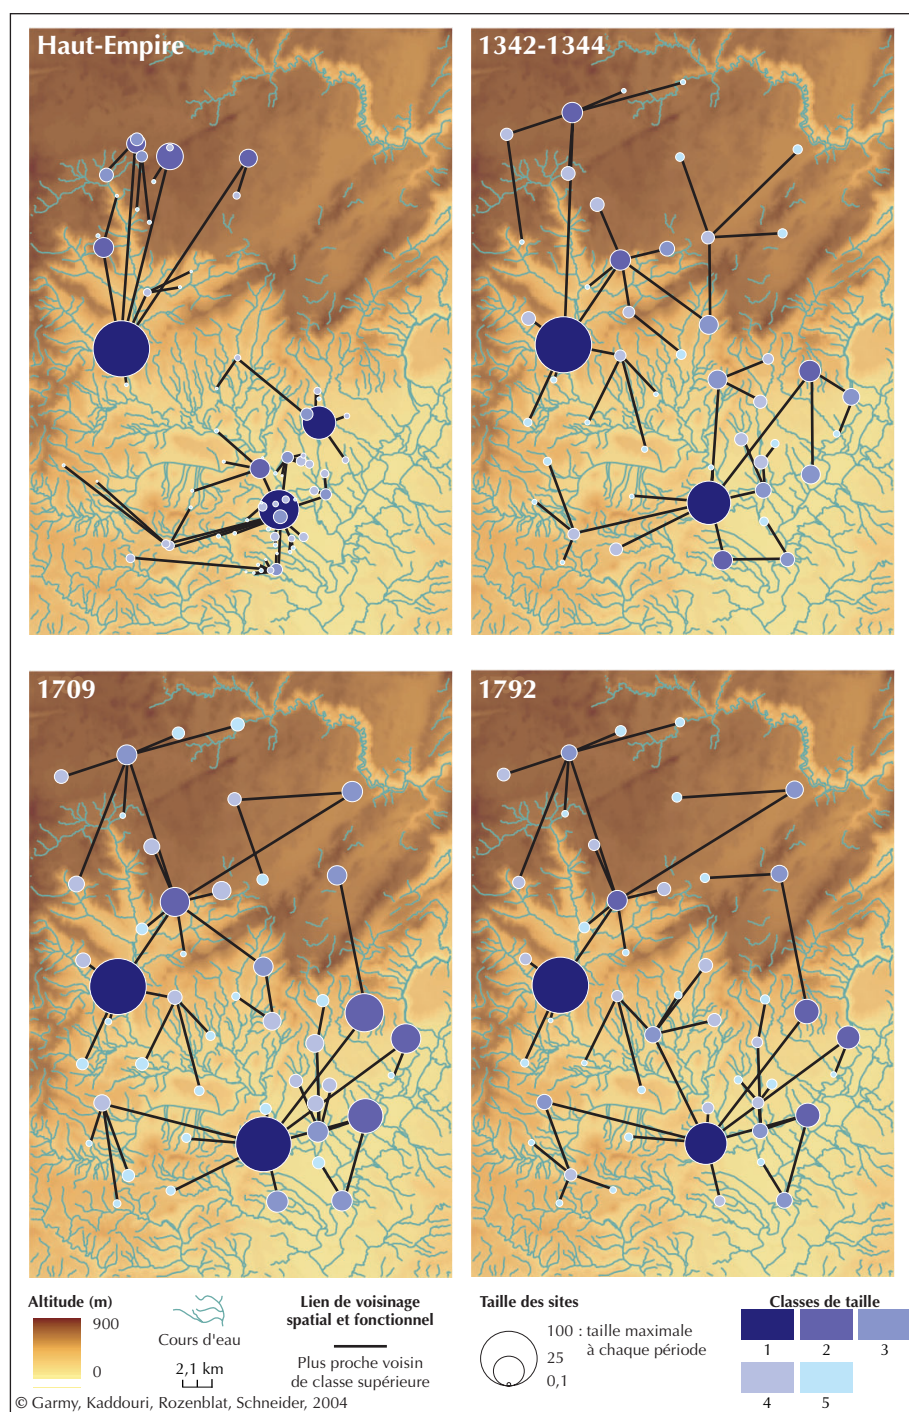 Haut-Empire
1342-1344
1709
1792
Altitude (m)
900
0
Cours d'eau
2,1 km
Lien de voisinage
spatial et fonctionnel
Plus proche voisin
de classe supérieure
Taille des sites
100 : taille maximale
à chaque période
25
0,1
Classes de taille
1 2 3
4 5
© Garmy, Kaddouri, Rozenblat, Schneider, 2004